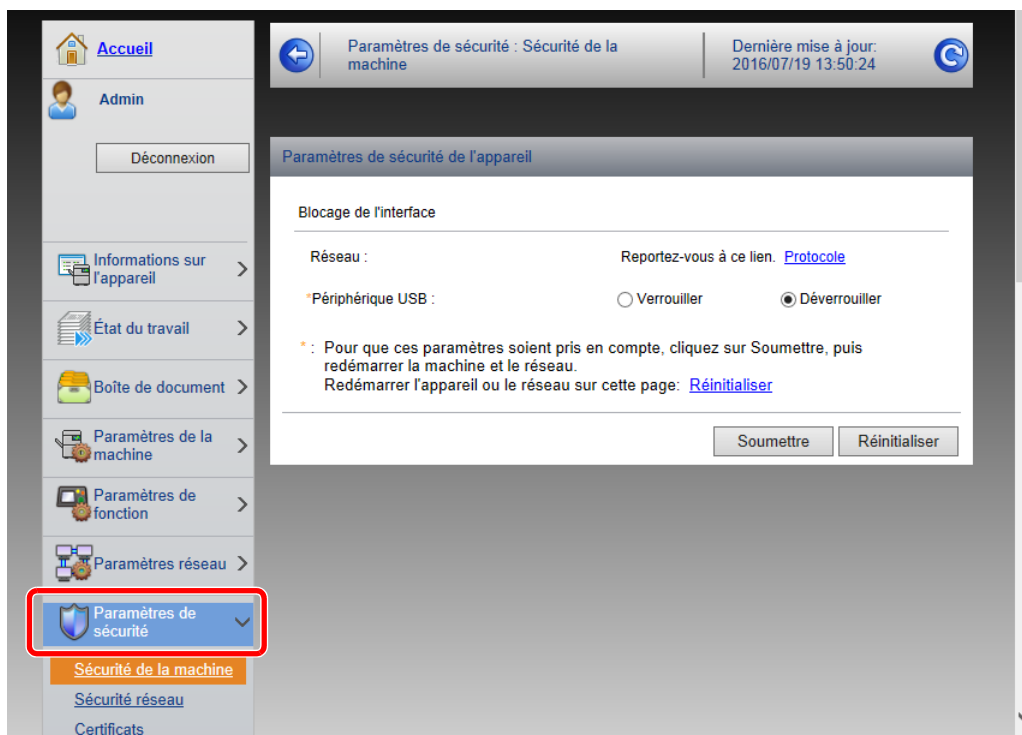 Accueil
Admin
Déconnexion
Informations sur
l'appareil
État du travail
Boîte de document
Paramètres de la
machine
Paramètres de
fonction
Paramètres réseau
Paramètres de
sécurité
Sécurité de la machine
Sécurité réseau
Certificats
Paramètres de sécurité : Sécurité de la
machine
Dernière mise à jour:
2016/07/19 13:50:24
Paramètres de sécurité de l'appareil
Blocage de l'interface
Réseau : Reportez-vous à ce lien. Protocole
*Périphérique USB : Verrouiller Déverrouiller
* : Pour que ces paramètres soient pris en compte, cliquez sur Soumettre, puis
redémarrer la machine et le réseau.
Redémarrer l'appareil ou le réseau sur cette page: Réinitialiser
Soumettre Réinitialiser